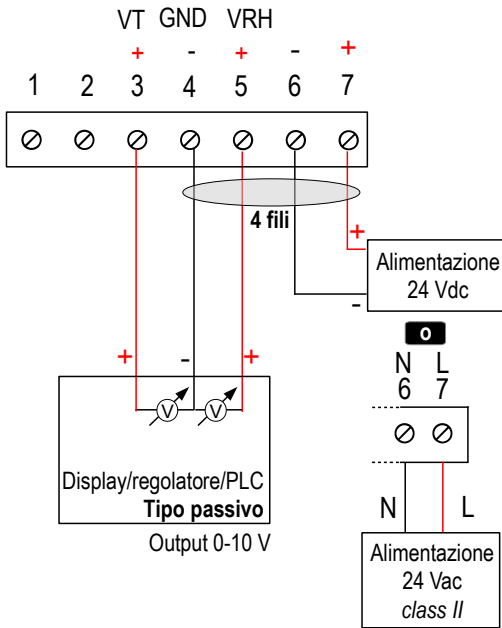 VT GND VRH
+ - + - +
1 2 3 4 5 6 7
4 fili
+
Alimentazione
24 Vdc
-
o
N L
6 7
+ - +
V V
Display/regolatore/PLC
Tipo passivo
Output 0-10 V
N L
Alimentazione
24 Vac
class II